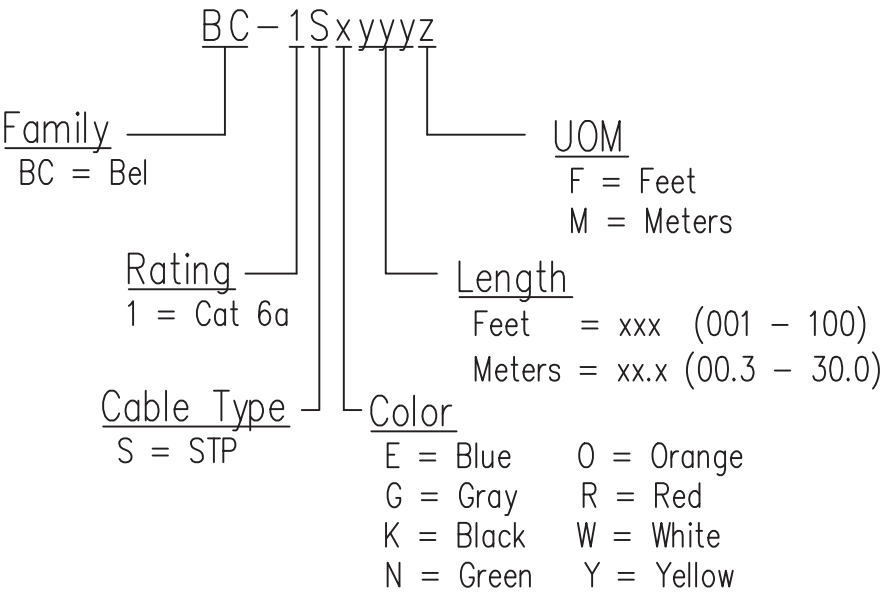 BC-1Sxyyyz
Family
BC = Bel
UOM
F = Feet
M = Meters
Rating
1 = Cat 6a
Length
Feet = xxx (001 - 100)
Meters = xx.x (00.3 - 30.0)
Cable Type
S = STP
Color
E = Blue O = Orange
G = Gray R = Red
K = Black W = White
N = Green Y = Yellow